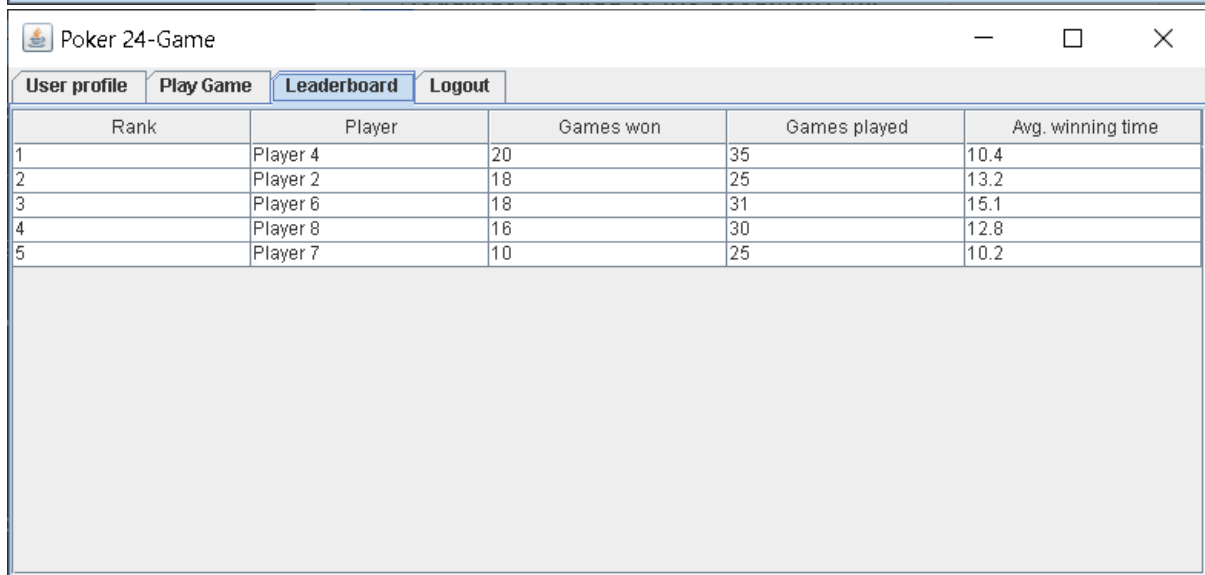 Poker 24-Game
User profile Play Game Leaderboard Logout
Rank Player Games won Games played Avg. winning time
1 Player 4 20 35 10.4
2 Player 2 18 25 13.2
3 Player 6 18 31 15.1
4 Player 8 16 30 12.8
5 Player 7 10 25 10.2